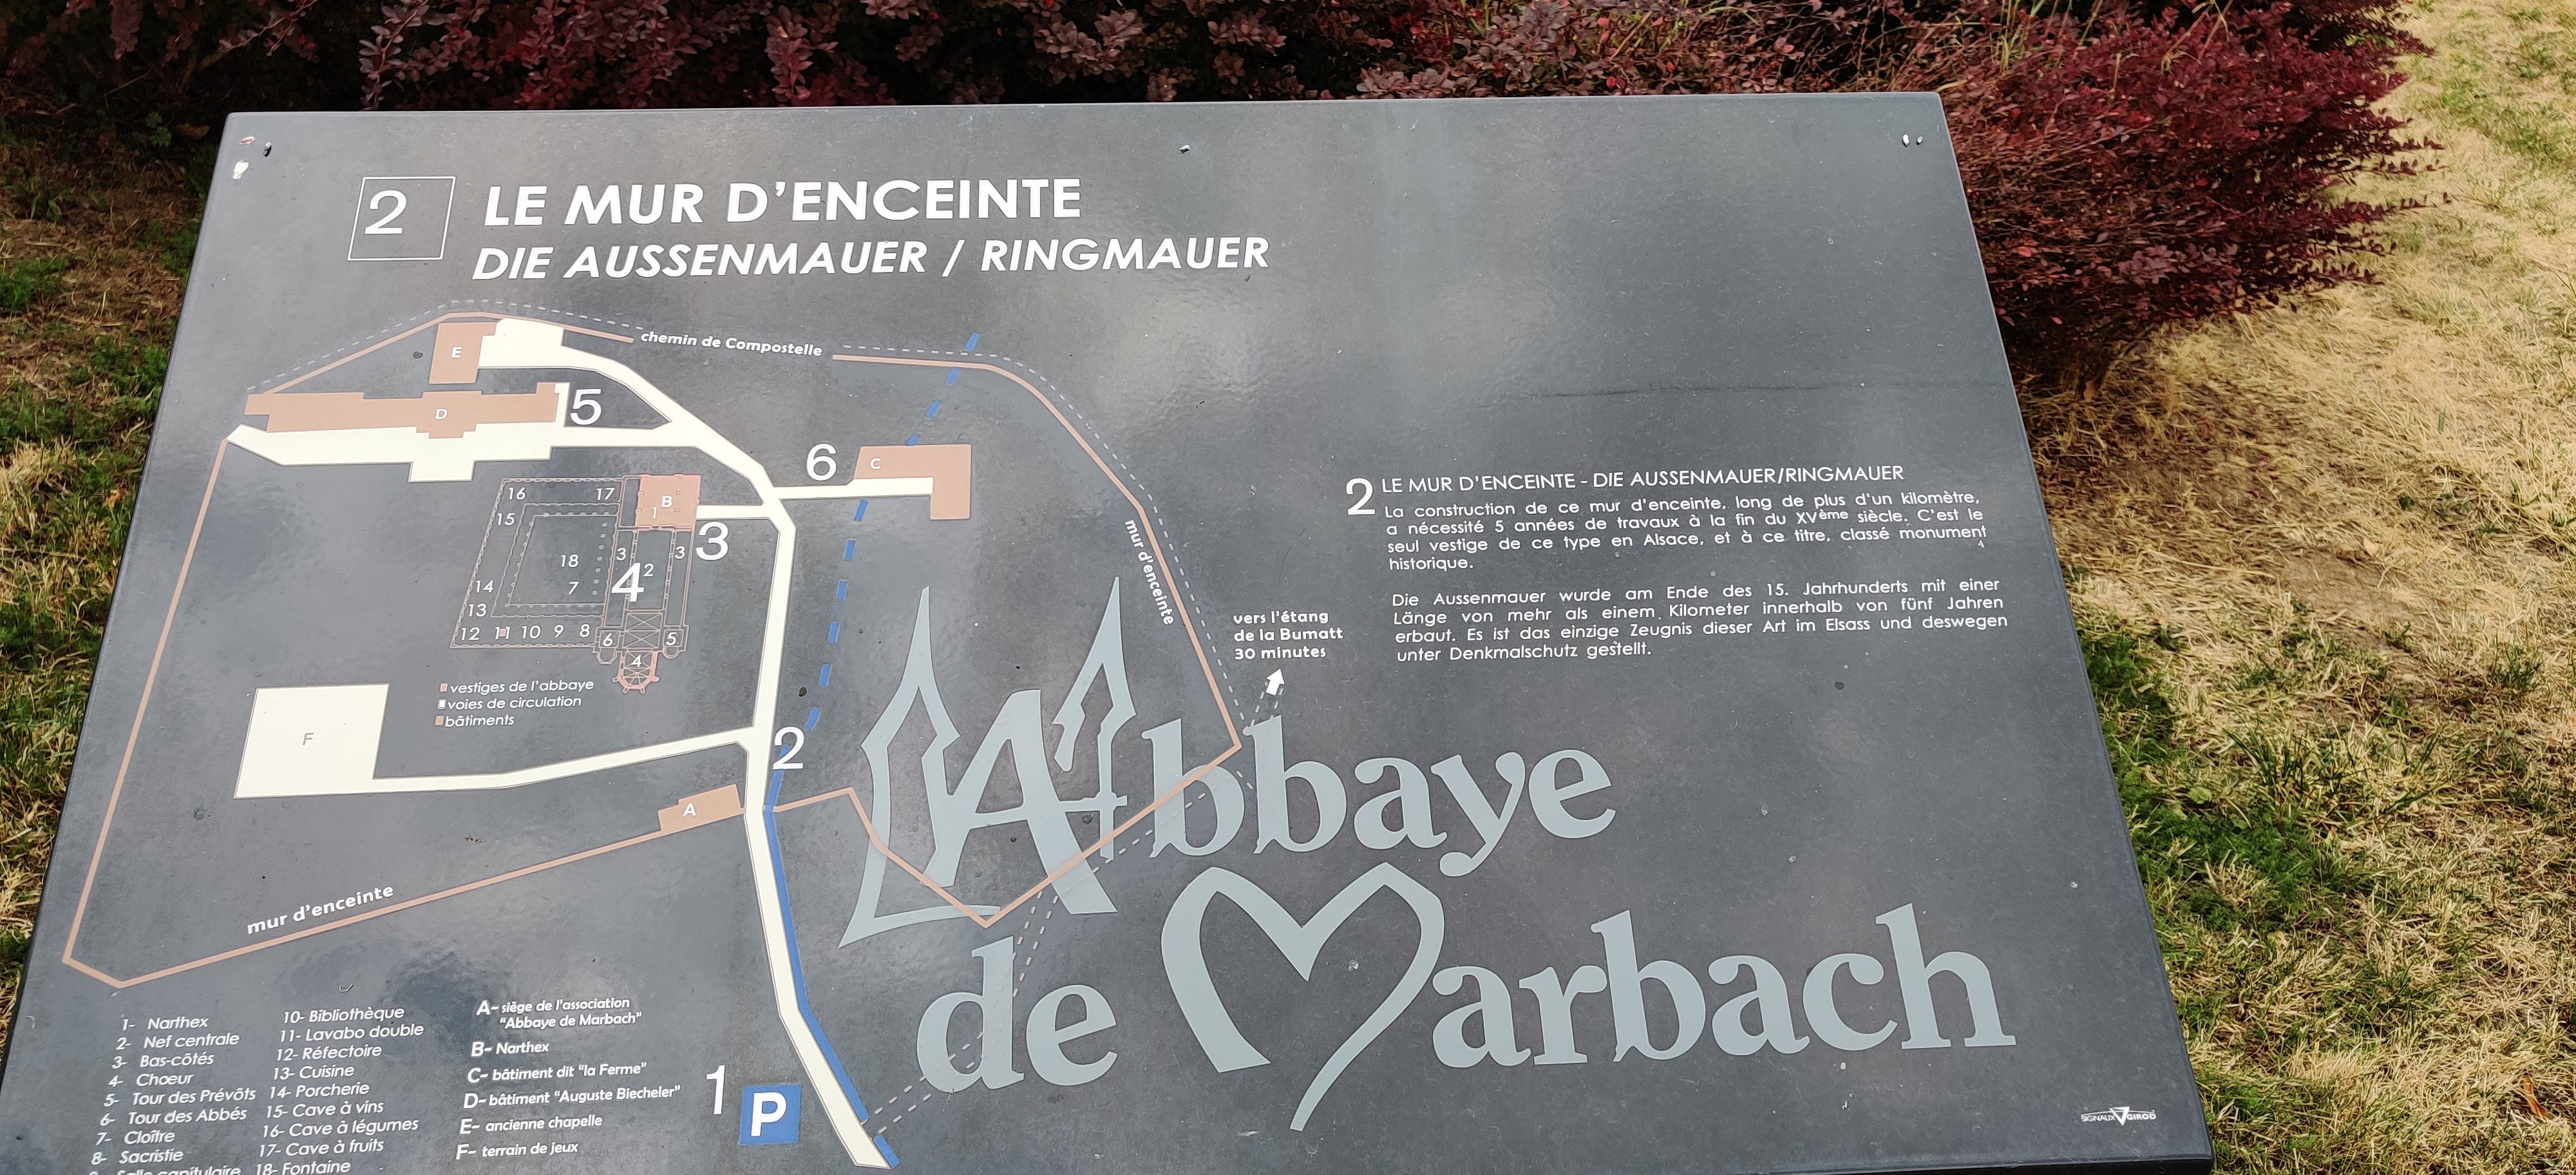 2
LE MUR D'ENCEINTE
DIE AUSSENMAUER / RINGMAUER
chemin de Compostelle
E
D
5
6
C
16
17
B
1
15
3
3
3
18
4
2
14
7
13
12
11
10
9
8
6
5
4
mur d'enceinte
vers l'étang
de la Bumatt
30 minutes
vestiges de l'abbaye
voies de circulation
bâtiments
F
2
A
mur d'enceinte
2 LE MUR D'ENCEINTE - DIE AUSSENMAUER/RINGMAUER
La construction de ce mur d'enceinte, long de plus d'un kilomètre,
a nécessité 5 années de travaux à la fin du XVème siècle. C'est le
seul vestige de ce type en Alsace, et à ce titre, classé monument
historique.
Die Aussenmauer wurde am Ende des 15. Jahrhunderts mit einer
Länge von mehr als einem Kilometer innerhalb von fünf Jahren
erbaut. Es ist das einzige Zeugnis dieser Art im Elsass und deswegen
unter Denkmalschutz gestellt.
Abbaye
de Marbach
1- Narthex
2- Nef centrale
3- Bas-côtés
4- Chœur
5- Tour des Prévôts
6- Tour des Abbés
7- Cloître
8- Sacristie
Salle capitulaire
10- Bibliothèque
11- Lavabo double
12- Réfectoire
13- Cuisine
14- Porcherie
15- Cave à vins
16- Cave à légumes
17- Cave à fruits
18- Fontaine
A- siège de l'association
"Abbaye de Marbach"
B- Narthex
C- bâtiment dit "la Ferme"
D- bâtiment "Auguste Biecheler"
E- ancienne chapelle
F- terrain de jeux
1
P
SIGNAUX GIROD